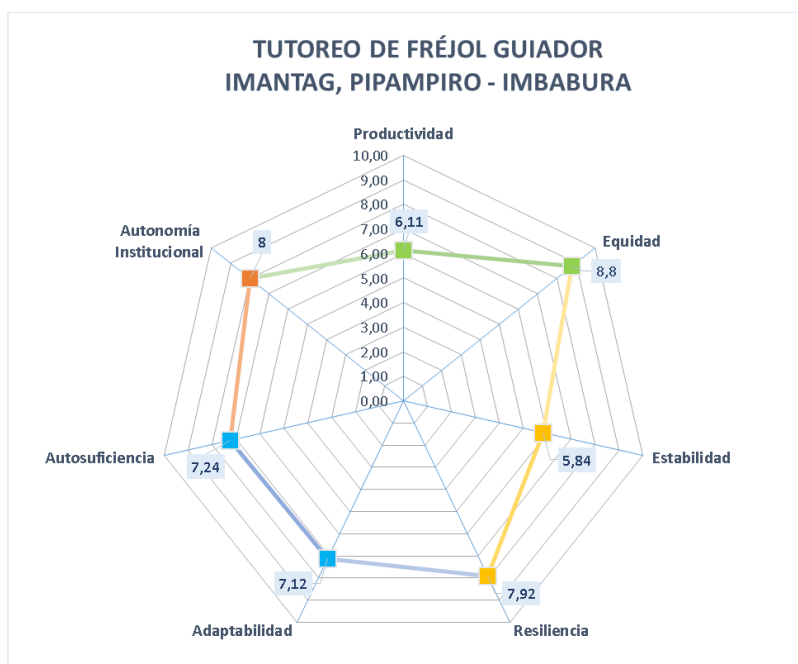 TUTOREO DE FRÉJOL GUIADOR
IMANTAG, PIPAMPIRO - IMBABURA
Productividad
10,00
9,00
8,00
7,00
6,00
5,00
4,00
3,00
2,00
1,00
0,00
6,11
Equidad
8,8
Estabilidad
5,84
Resiliencia
7,92
Adaptabilidad
7,12
Autosuficiencia
7,24
Autonomía
Institucional
8